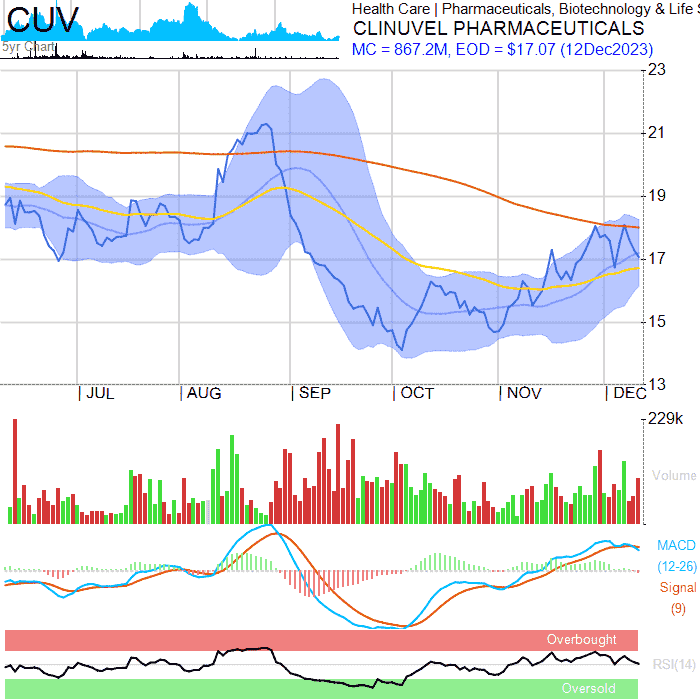 CUV
5yr Chart
Health Care | Pharmaceuticals, Biotechnology & Life S
CLINUVEL PHARMACEUTICALS
MC = 867.2M, EOD = $17.07 (12Dec2023)
23
21
19
17
15
13
| JUL
| AUG
| SEP
| OCT
| NOV
| DEC
229k
Volume
MACD
(12-26)
Signal
(9)
Overbought
RSI(14)
Oversold